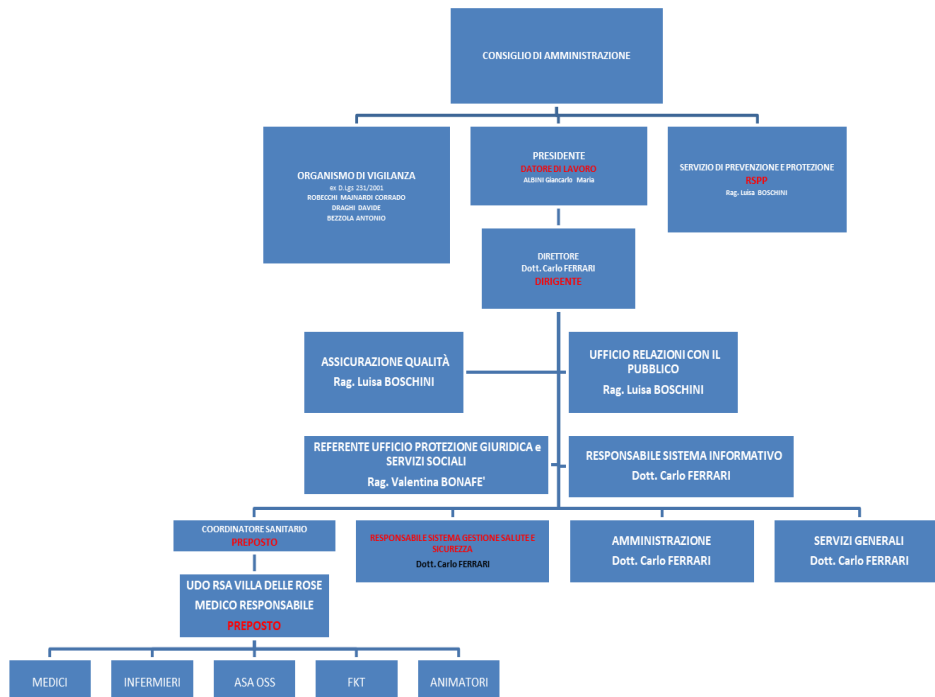 CONSIGLIO DI AMMINISTRAZIONE
ORGANISMO DI VIGILANZA
ex D.Lgs 231/2001
ROBECCHI MAJNARDI CORRADO
DRAGHI DAVIDE
BEZZOLA ANTONIO
PRESIDENTE
DATORE DI LAVORO
ALBINI Giancarlo Maria
SERVIZIO DI PREVENZIONE E PROTEZIONE
RSPP
Rag. Luisa BOSCHINI
DIRETTORE
Dott. Carlo FERRARI
DIRIGENTE
ASSICURAZIONE QUALITÀ
Rag. Luisa BOSCHINI
UFFICIO RELAZIONI CON IL
PUBBLICO
Rag. Luisa BOSCHINI
REFERENTE UFFICIO PROTEZIONE GIURIDICA e
SERVIZI SOCIALI
Rag. Valentina BONAFE'
RESPONSABILE SISTEMA INFORMATIVO
Dott. Carlo FERRARI
COORDINATORE SANITARIO
PREPOSTO
RESPONSABILE SISTEMA GESTIONE SALUTE E
SICUREZZA
Dott. Carlo FERRARI
AMMINISTRAZIONE
Dott. Carlo FERRARI
SERVIZI GENERALI
Dott. Carlo FERRARI
UDO RSA VILLA DELLE ROSE
MEDICO RESPONSABILE
PREPOSTO
MEDICI
INFERMIERI
ASA OSS
FKT
ANIMATORI